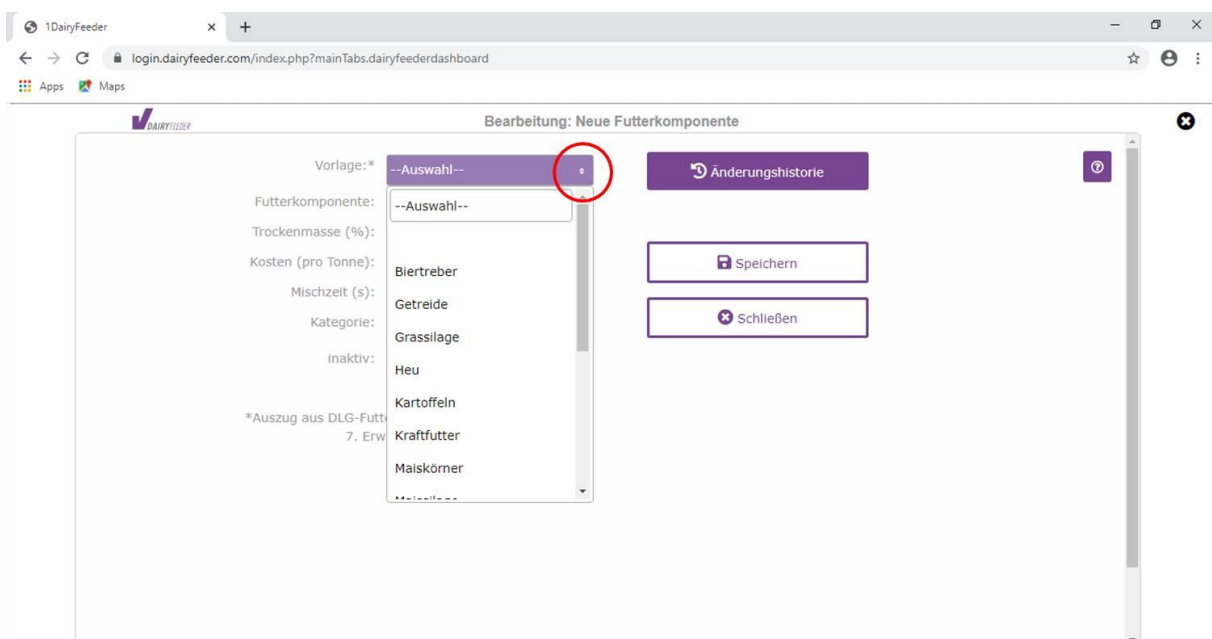 1DairyFeeder
login.dairyfeeder.com/index.php?mainTabs.dairyfeederdashboard
Apps Maps
DAIRYFEEDER
Bearbeitung: Neue Futterkomponente
Vorlage:*
--Auswahl--
Änderungshistorie
Futterkomponente:
--Auswahl--
Trockenmasse (%):
Kosten (pro Tonne):
Speichern
Biertreber
Mischzeit (s):
Getreide
Kategorie:
Schließen
Grassilage
inaktiv:
Heu
Kartoffeln
*Auszug aus DLG-Futt
7. Erw
Kraftfutter
Maiskörner
Maissilage